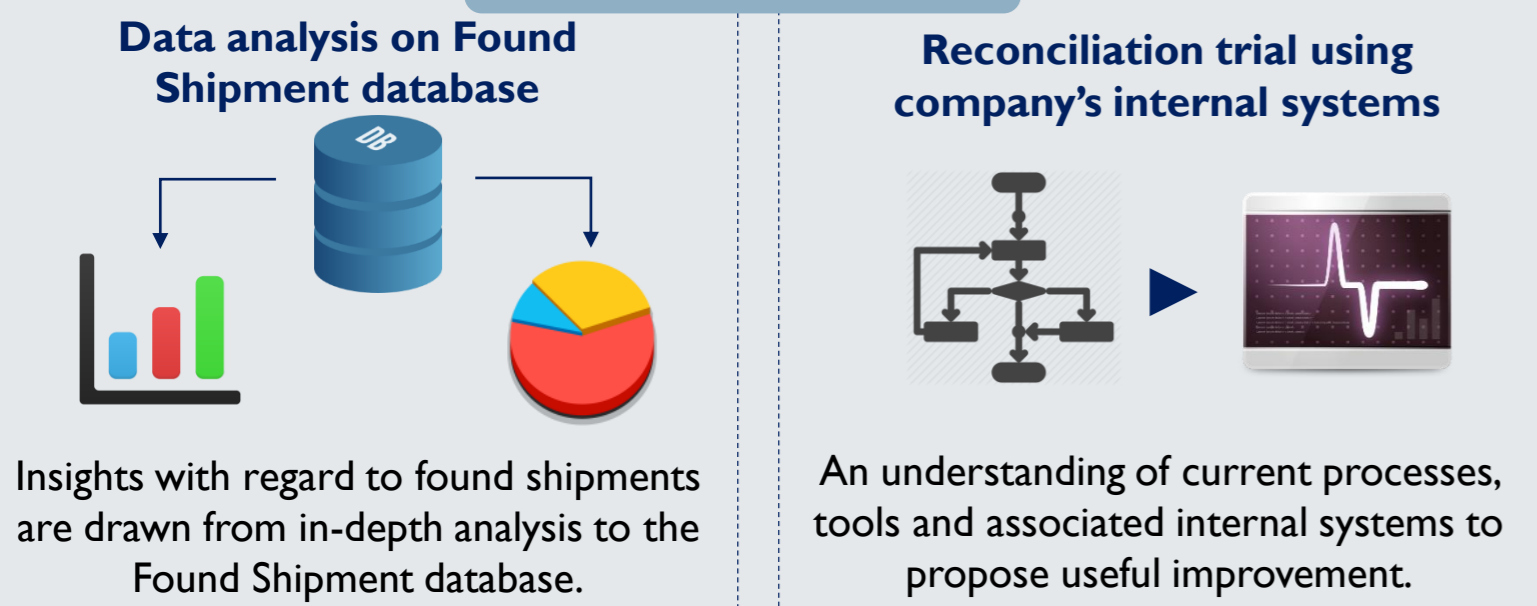 Data analysis on Found
Shipment database
DB
Insights with regard to found shipments
are drawn from in-depth analysis to the
Found Shipment database.
Reconciliation trial using
company’s internal systems
An understanding of current processes,
tools and associated internal systems to
propose useful improvement.